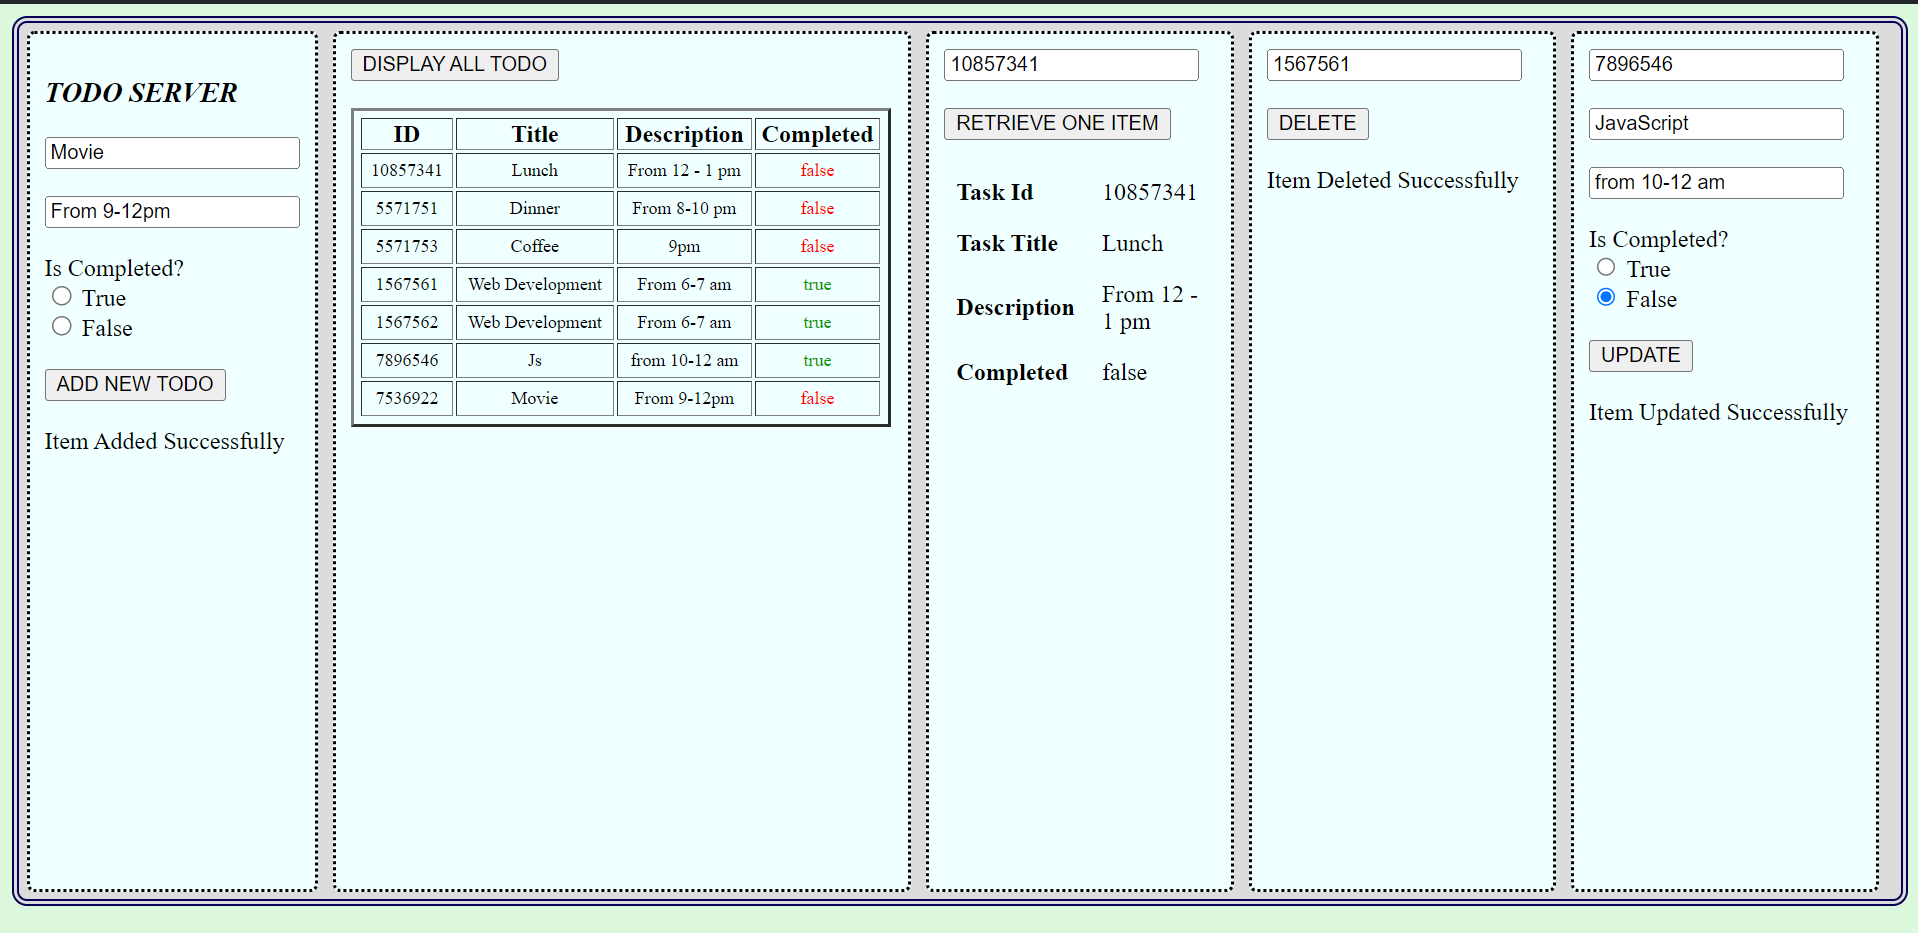 TODO SERVER
Movie
From 9-12pm
Is Completed?
True
False
ADD NEW TODO
Item Added Successfully
DISPLAY ALL TODO
ID Title Description Completed
10857341 Lunch From 12 - 1 pm false
5571751 Dinner From 8-10 pm false
5571753 Coffee 9pm false
1567561 Web Development From 6-7 am true
1567562 Web Development From 6-7 am true
7896546 Js from 10-12 am true
7536922 Movie From 9-12pm false
10857341
RETRIEVE ONE ITEM
Task Id 10857341
Task Title Lunch
Description From 12 -
1 pm
Completed false
1567561
DELETE
Item Deleted Successfully
7896546
JavaScript
from 10-12 am
Is Completed?
True
False
UPDATE
Item Updated Successfully